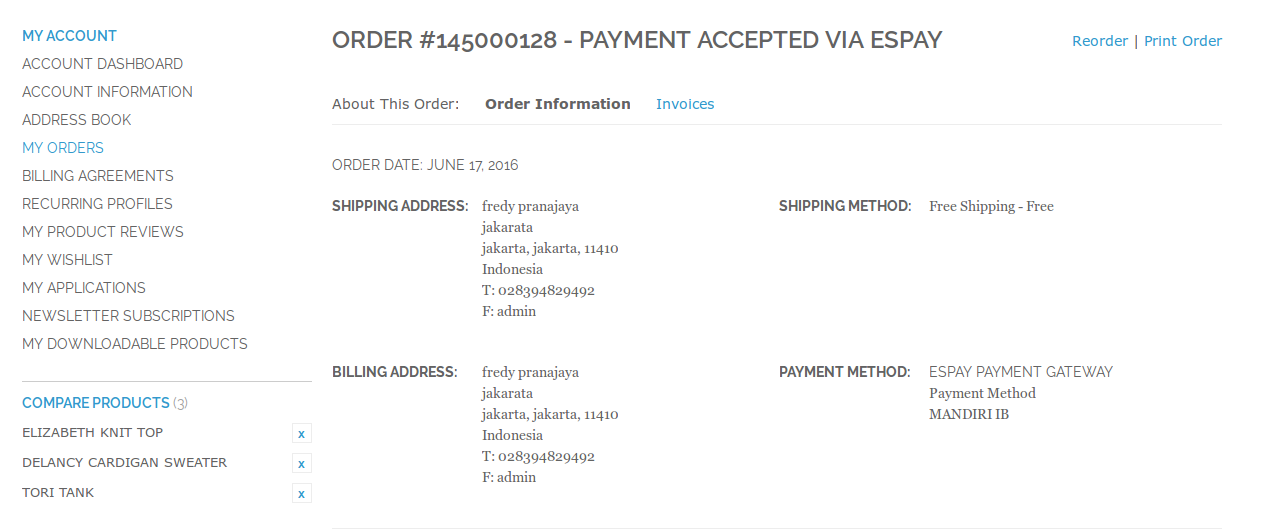 MY ACCOUNT
ACCOUNT DASHBOARD
ACCOUNT INFORMATION
ADDRESS BOOK
MY ORDERS
BILLING AGREEMENTS
RECURRING PROFILES
MY PRODUCT REVIEWS
MY WISHLIST
MY APPLICATIONS
NEWSLETTER SUBSCRIPTIONS
MY DOWNLOADABLE PRODUCTS
COMPARE PRODUCTS (3)
ELIZABETH KNIT TOP x
DELANCY CARDIGAN SWEATER x
TORI TANK x
ORDER #145000128 - PAYMENT ACCEPTED VIA ESPAY
Reorder | Print Order
About This Order: Order Information Invoices
ORDER DATE: JUNE 17, 2016
SHIPPING ADDRESS: fredy pranajaya
jakarata
jakarta, jakarta, 11410
Indonesia
T: 028394829492
F: admin
SHIPPING METHOD: Free Shipping - Free
BILLING ADDRESS: fredy pranajaya
jakarata
jakarta, jakarta, 11410
Indonesia
T: 028394829492
F: admin
PAYMENT METHOD: ESPAY PAYMENT GATEWAY
Payment Method
MANDIRI IB